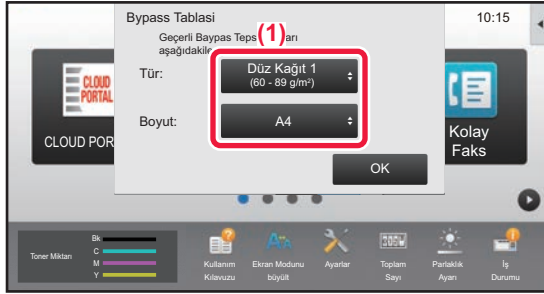 Bypass Tablasi
10:15
Geçerli Baypas Teps
arı
(1)
aşağıdakile
Tür:
Düz Kağıt 1
(60 - 89 g/m²)
Boyut:
A4
OK
CLOUD
PORTAL
CLOUD POR
Kolay
Faks
Toner Miktarı
Bk
C
M
Y
Kullanım
Kılavuzu
Ekran Modunu
büyült
Ayarlar
Toplam
Sayı
Parlaklık
Ayarı
İş
Durumu